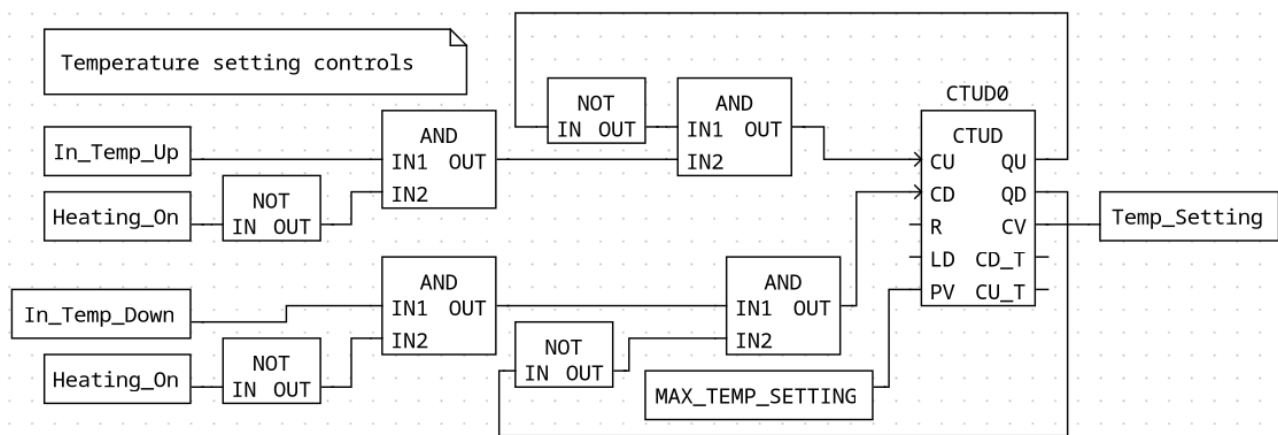 Temperature setting controls
In_Temp_Up
Heating_On
NOT
IN OUT
AND
IN1 OUT
IN2
NOT
IN OUT
AND
IN1 OUT
IN2
CTUD0
CTUD
CU QU
CD QD
R CV
LD CD_T
PV CU_T
Temp_Setting
In_Temp_Down
Heating_On
NOT
IN OUT
AND
IN1 OUT
IN2
NOT
IN OUT
AND
IN1 OUT
IN2
MAX_TEMP_SETTING